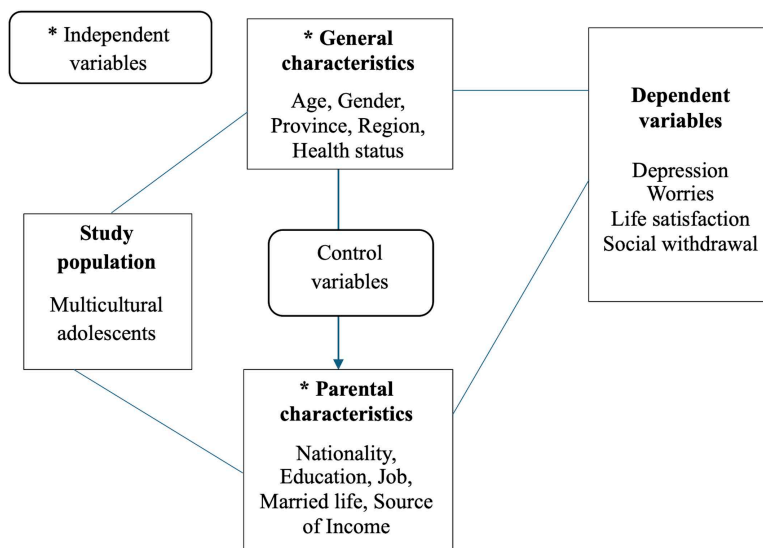 * Independent
variables
* General
characteristics
Age, Gender,
Province, Region,
Health status
Dependent
variables
Depression
Worries
Life satisfaction
Social withdrawal
Study
population
Multicultural
adolescents
Control
variables
* Parental
characteristics
Nationality,
Education, Job,
Married life, Source
of Income